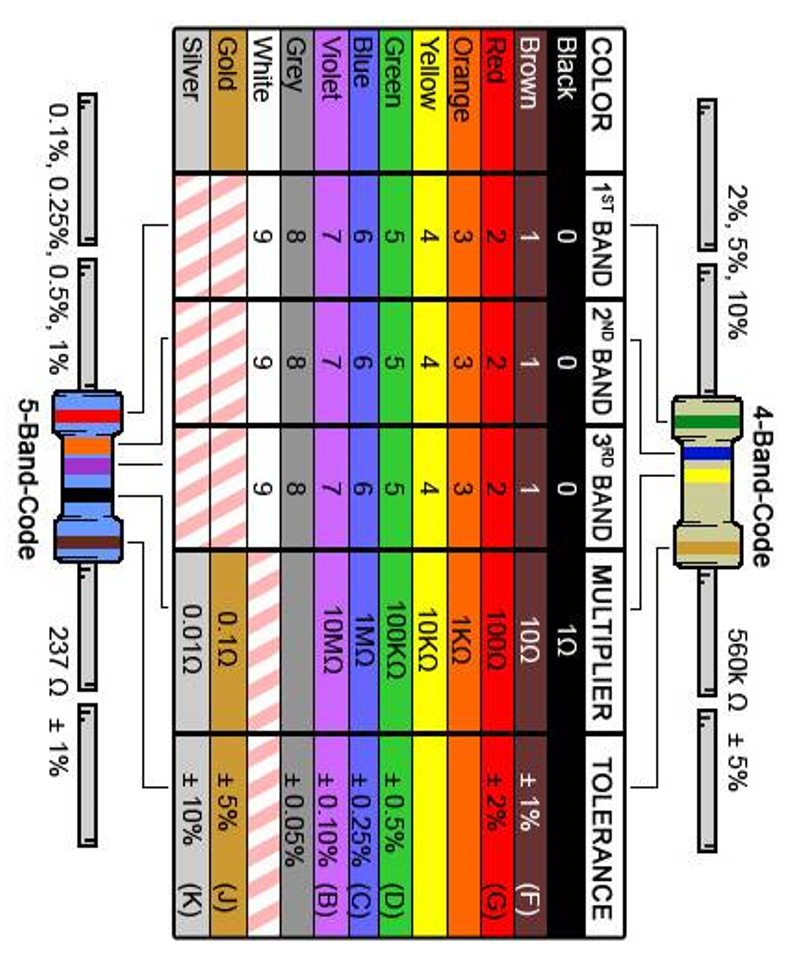 4-Band-Code
2%, 5%, 10%
560k Ω ± 5%
COLOR 1ST BAND 2ND BAND 3RD BAND MULTIPLIER TOLERANCE
Black 0 0 0 1Ω
Brown 1 1 1 10Ω ± 1% (F)
Red 2 2 2 100Ω ± 2% (G)
Orange 3 3 3 1KΩ
Yellow 4 4 4 10KΩ
Green 5 5 5 100KΩ ± 0.5% (D)
Blue 6 6 6 1MΩ ± 0.25% (C)
Violet 7 7 7 10MΩ ± 0.10% (B)
Grey 8 8 8 ± 0.05%
White 9 9 9
Gold 0.1Ω ± 5% (J)
Silver 0.01Ω ± 10% (K)
0.1%, 0.25%, 0.5%, 1%
237 Ω ± 1%
5-Band-Code